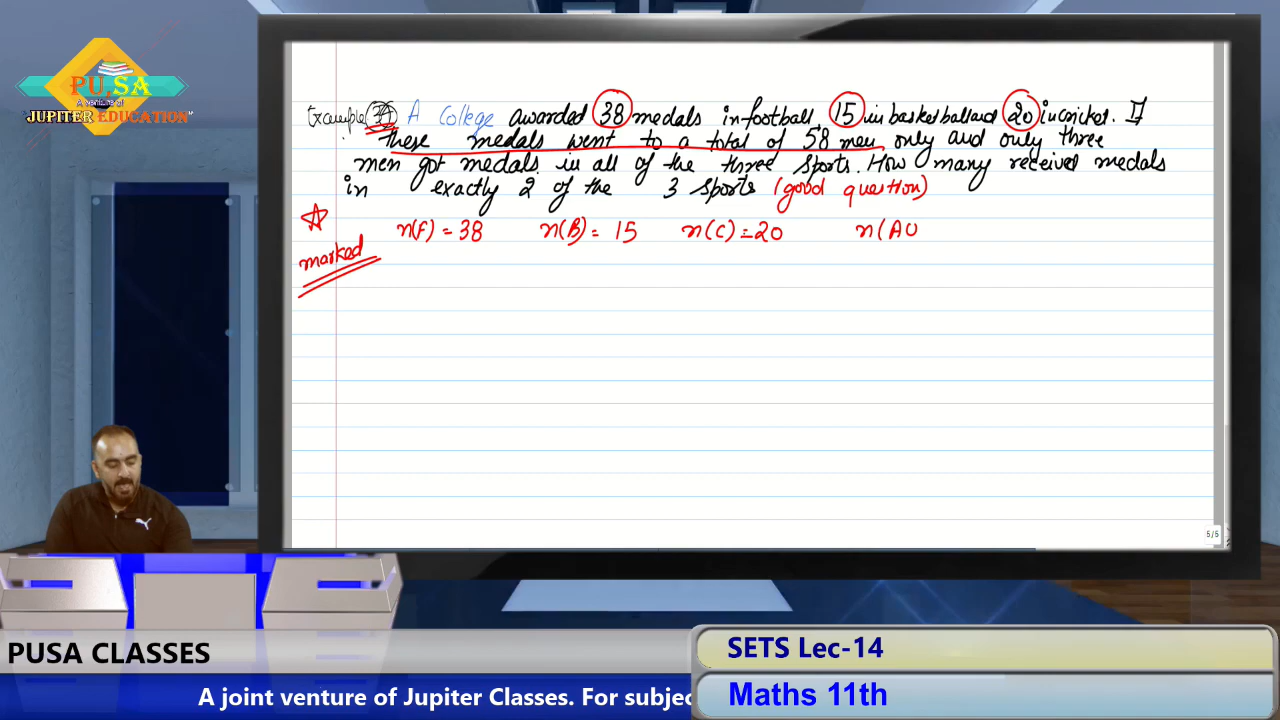 PU,SA
A venture of
JUPITER EDUCATION"
Example 34 A College awarded 38 medals in football, 15 in basketball and 20 in cricket. If
these medals went to a total of 58 men only and only three
men got medals in all of the three sports. How many received medals
in exactly 2 of the 3 sports (good question)
n(F) = 38 n(B) = 15 n(C) = 20 n(AU
marked
5/5
PUSA CLASSES
SETS Lec-14
A joint venture of Jupiter Classes. For subjec
Maths 11th